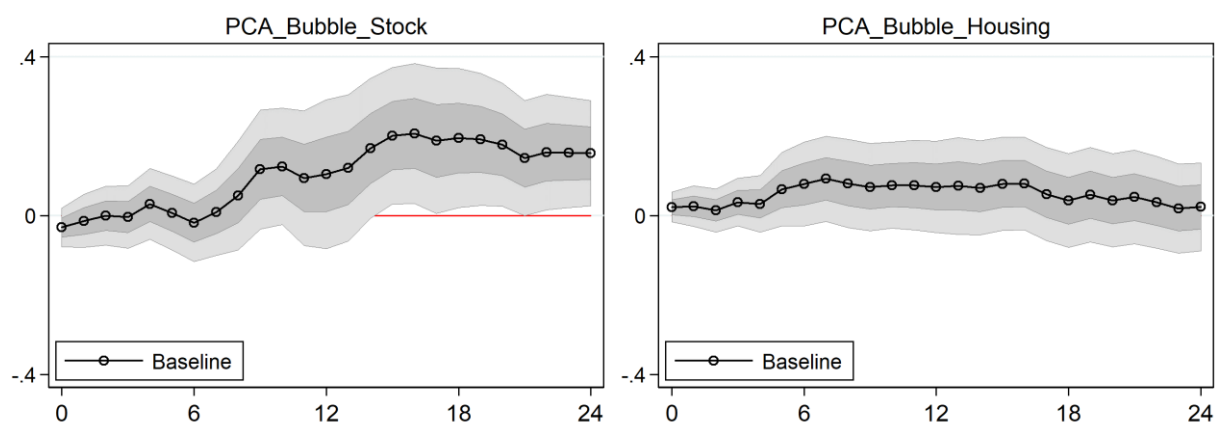 PCA_Bubble_Stock
.4
0
-.4
Baseline
0 6 12 18 24
PCA_Bubble_Housing
.4
0
-.4
Baseline
0 6 12 18 24